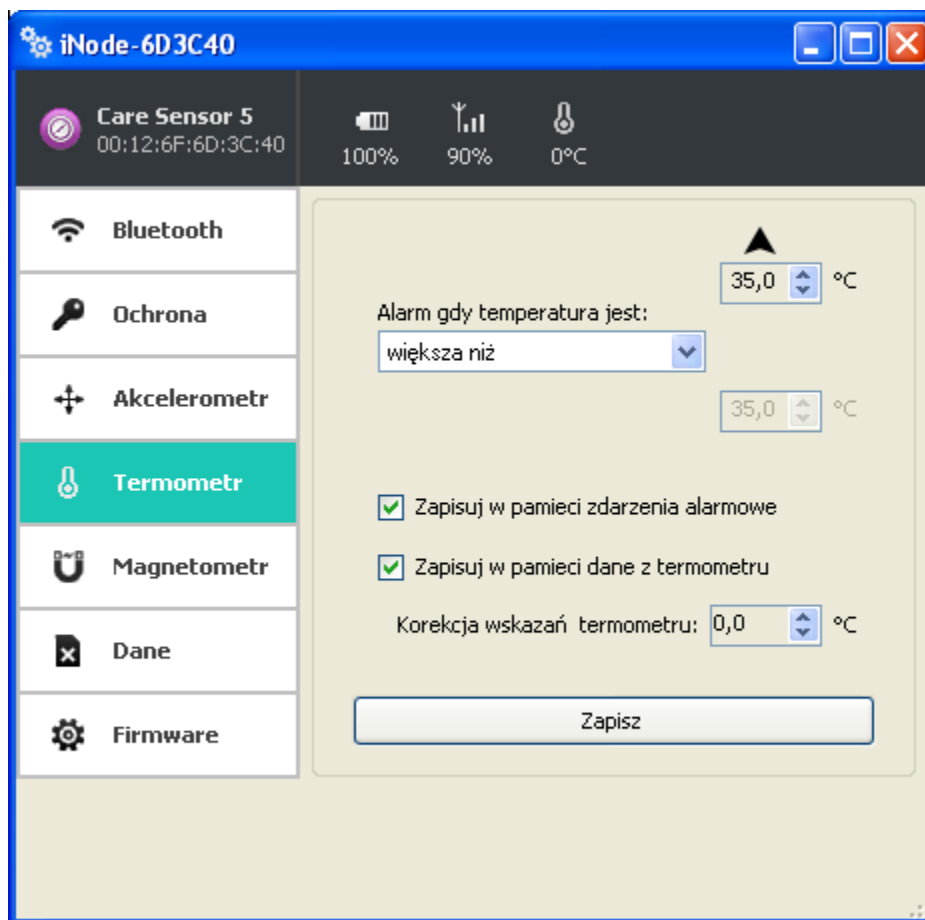 iNode-6D3C40
Care Sensor 5
00:12:6F:6D:3C:40
100%
90%
0°C
Bluetooth
Ochrona
Akcelerometr
Termometr
Magnetometr
Dane
Firmware
35,0 °C
Alarm gdy temperatura jest:
większa niż
35,0 °C
Zapisuj w pamieci zdarzenia alarmowe
Zapisuj w pamieci dane z termometru
Korekcja wskazań termometru: 0,0 °C
Zapisz